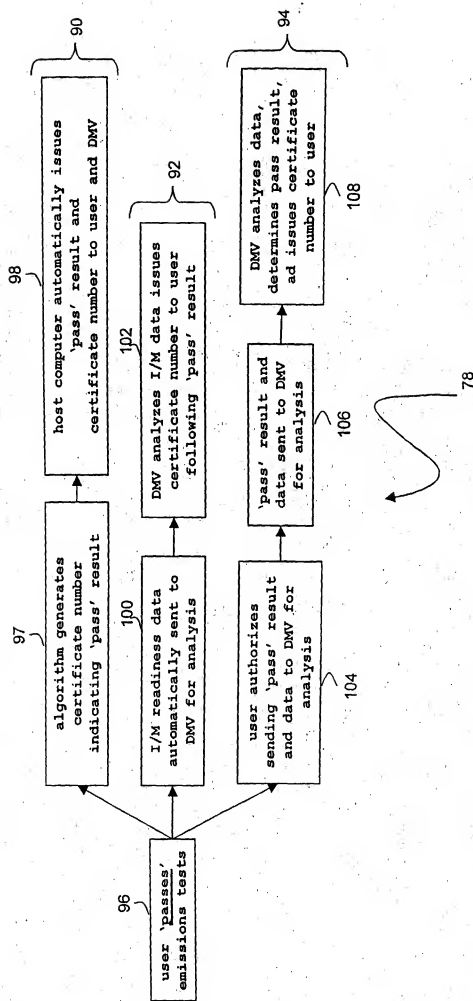 96
user 'passes'
emissions tests
97
algorithm generates
certificate number
indicating 'pass' result
98
host computer automatically issues
'pass' result and
certificate number to user and DMV
90
100
I/M readiness data
automatically sent to
DMV for analysis
102
DMV analyzes I/M data issues
certificate number to user
following 'pass' result
92
user authorizes
sending 'pass' result
and data to DMV for
analysis
104
'pass' result and
data sent to DMV
for analysis
106
DMV analyzes data,
determines pass result,
ad issues certificate
number to user
108
94
78